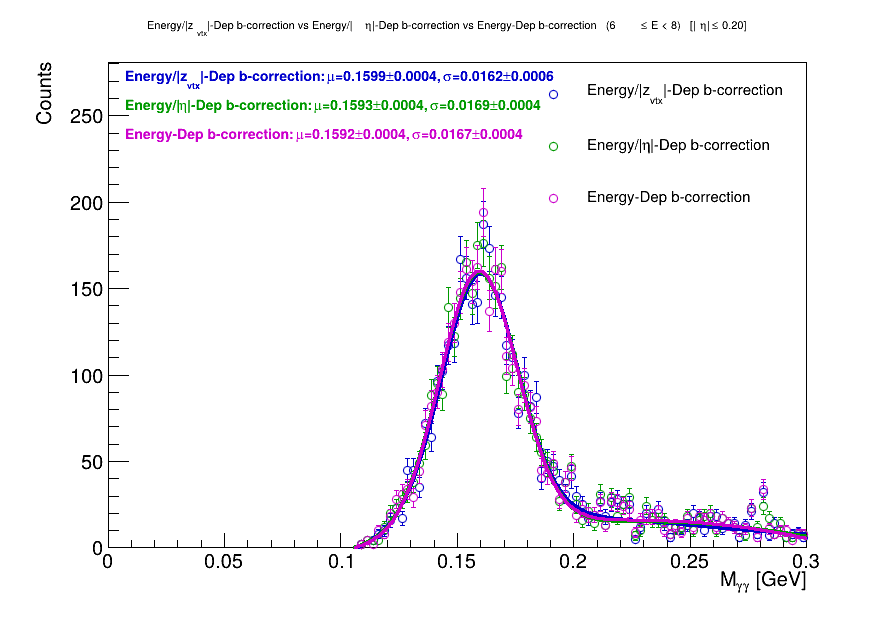 Energy/|z vtx|-Dep b-correction vs Energy/| η|-Dep b-correction vs Energy-Dep b-correction (6 ≤ E < 8) [| η|≤ 0.20]
Counts
Energy/|z vtx|-Dep b-correction: μ=0.1599±0.0004, σ=0.0162±0.0006
Energy/|η|-Dep b-correction: μ=0.1593±0.0004, σ=0.0169±0.0004
Energy-Dep b-correction: μ=0.1592±0.0004, σ=0.0167±0.0004
Energy/|z vtx|-Dep b-correction
Energy/|η|-Dep b-correction
Energy-Dep b-correction
250
200
150
100
50
0
0 0.05 0.1 0.15 0.2 0.25 0.3
Mγγ [GeV]